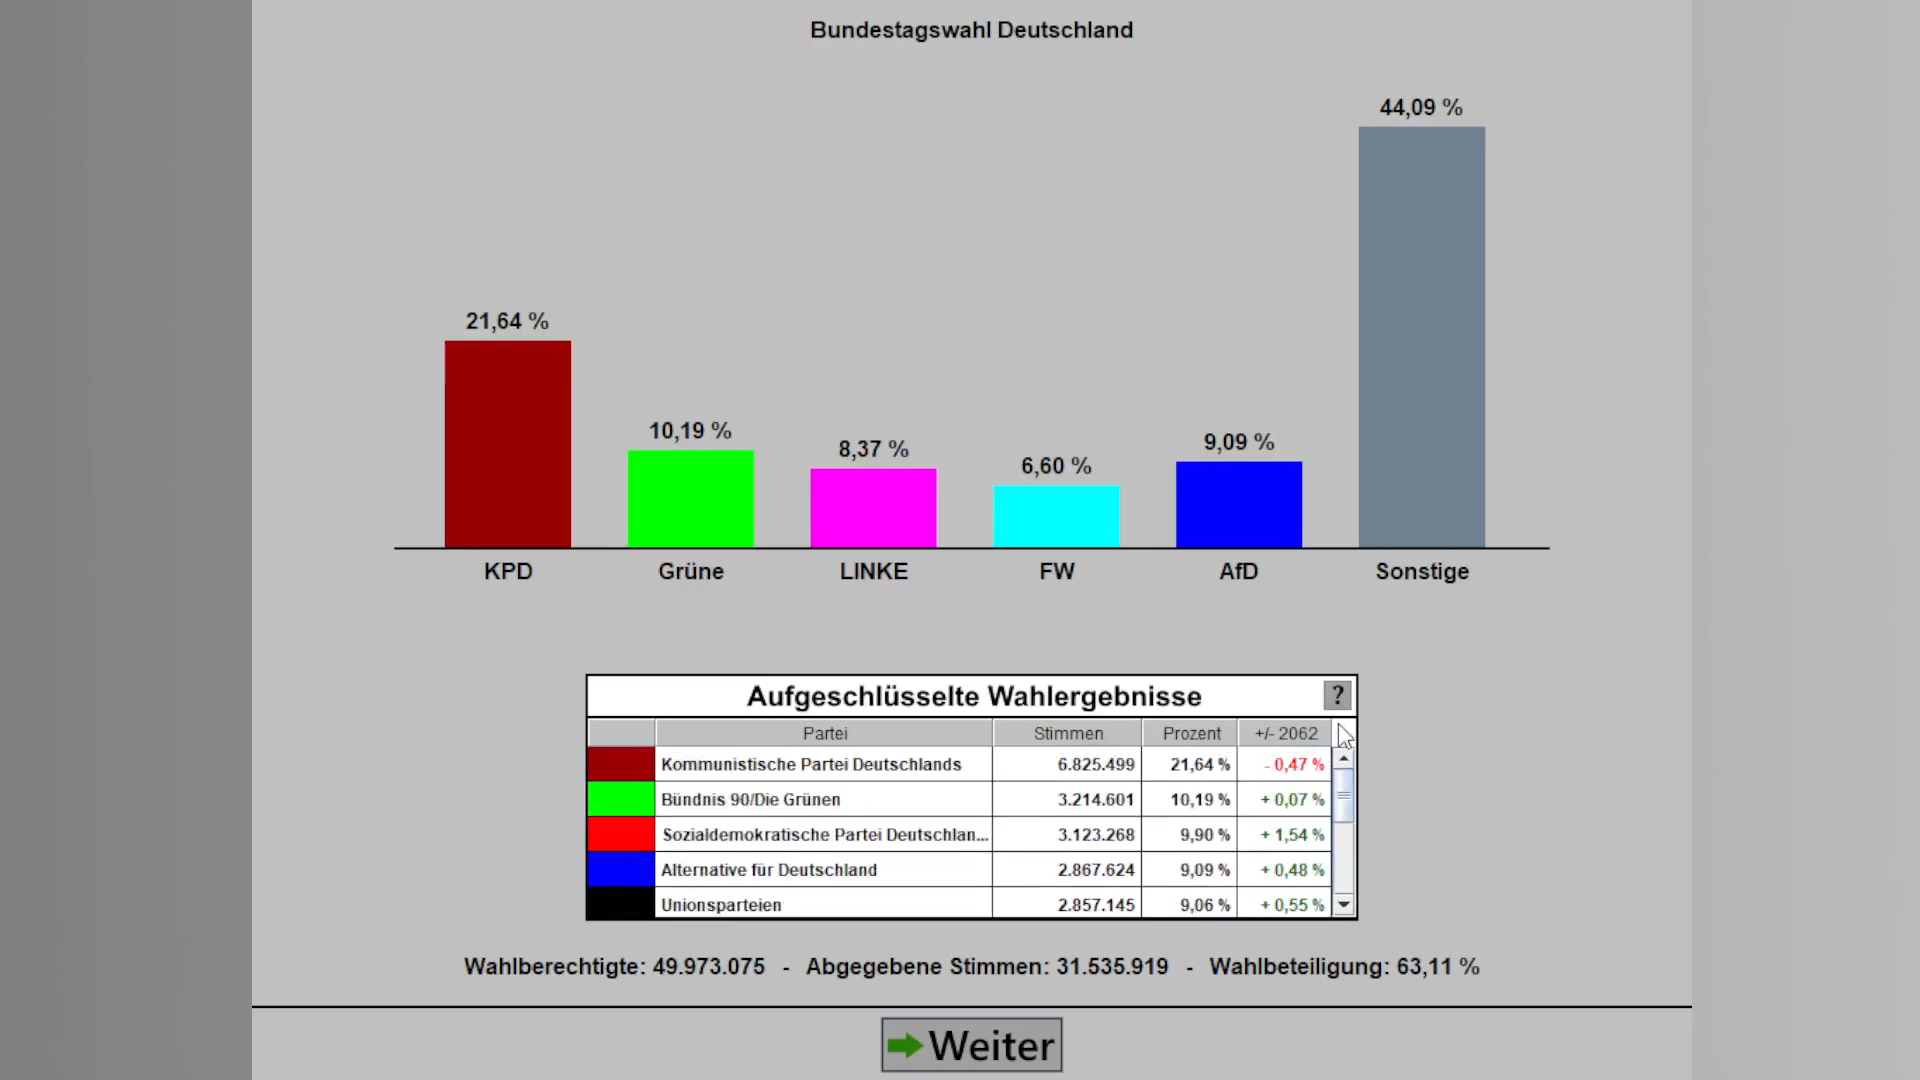 Bundestagswahl Deutschland
44,09 %
21,64 %
10,19 %
8,37 %
6,60 %
9,09 %
KPD Grüne LINKE FW AfD Sonstige
Aufgeschlüsselte Wahlergebnisse ?
Partei Stimmen Prozent +/- 2062
Kommunistische Partei Deutschlands 6.825.499 21,64 % - 0,47 %
Bündnis 90/Die Grünen 3.214.601 10,19 % + 0,07 %
Sozialdemokratische Partei Deutschlan... 3.123.268 9,90 % + 1,54 %
Alternative für Deutschland 2.867.624 9,09 % + 0,48 %
Unionsparteien 2.857.145 9,06 % + 0,55 %
Wahlberechtigte: 49.973.075 - Abgegebene Stimmen: 31.535.919 - Wahlbeteiligung: 63,11 %
Weiter